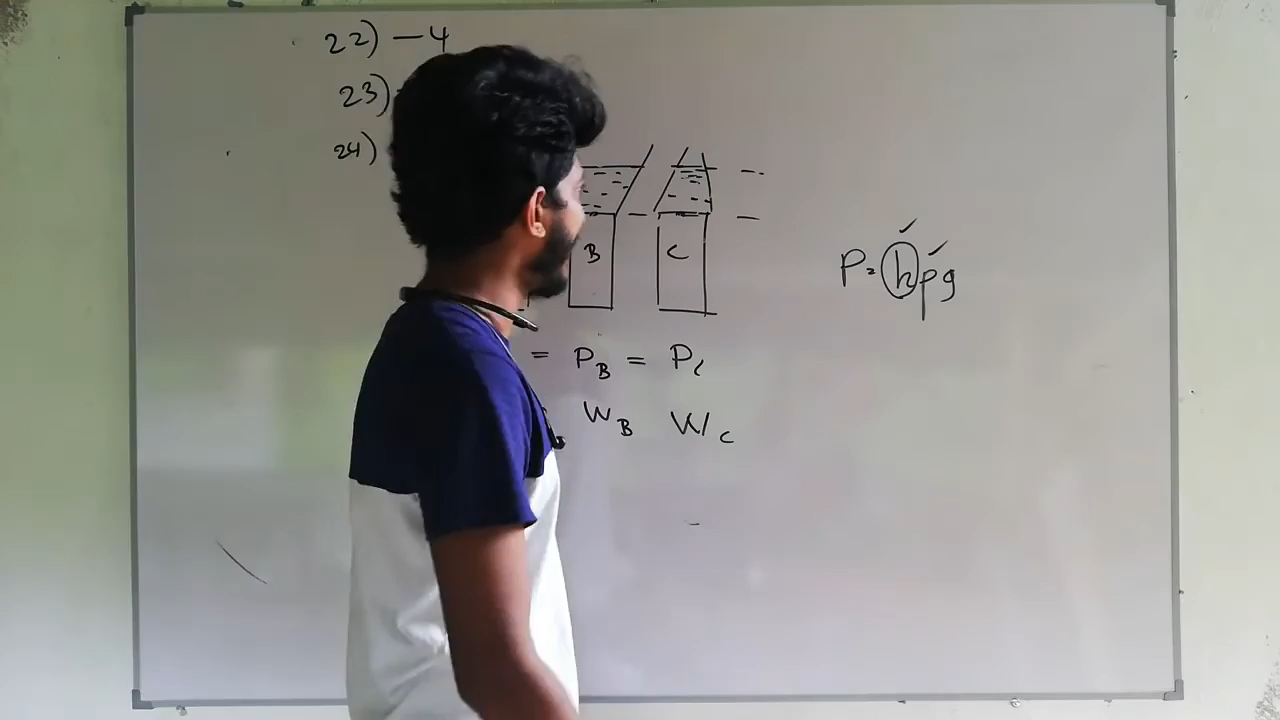 22) - 4
23)
24)
B C
P = hρg
= P_B = P_C
W_B W_C